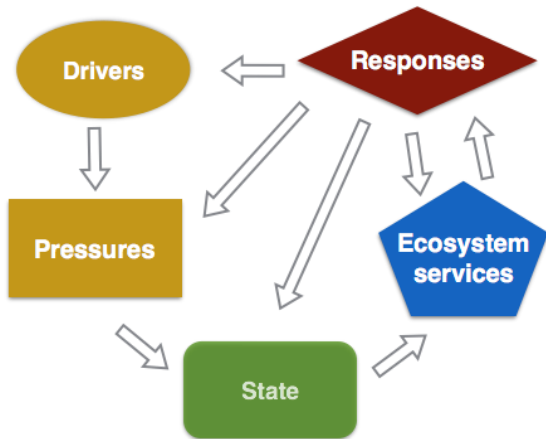 Drivers
Responses
Pressures
Ecosystem
services
State